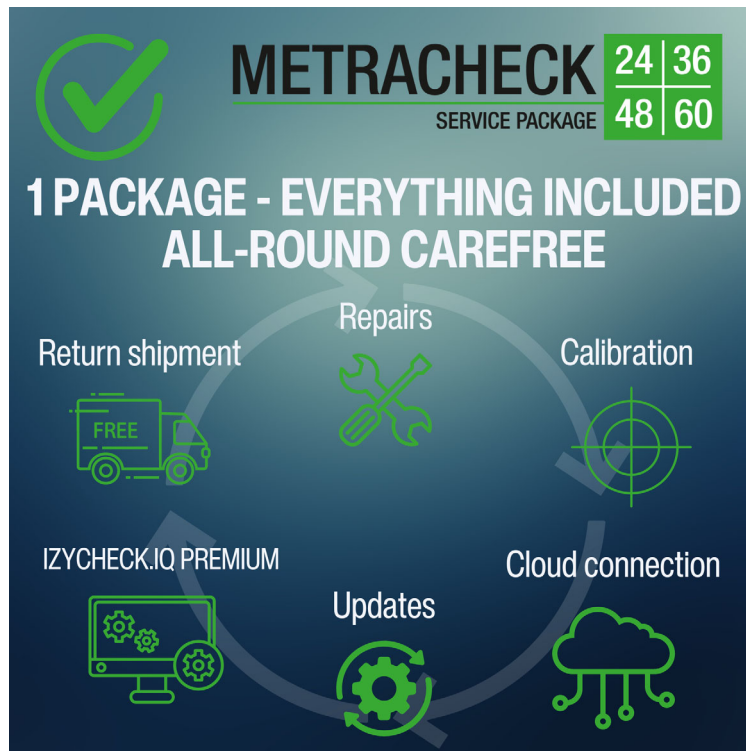 METRACHECK
SERVICE PACKAGE
24 36
48 60
1 PACKAGE - EVERYTHING INCLUDED
ALL-ROUND CAREFREE
Repairs
Return shipment
Calibration
FREE
IZYCHECK.IQ PREMIUM
Cloud connection
Updates